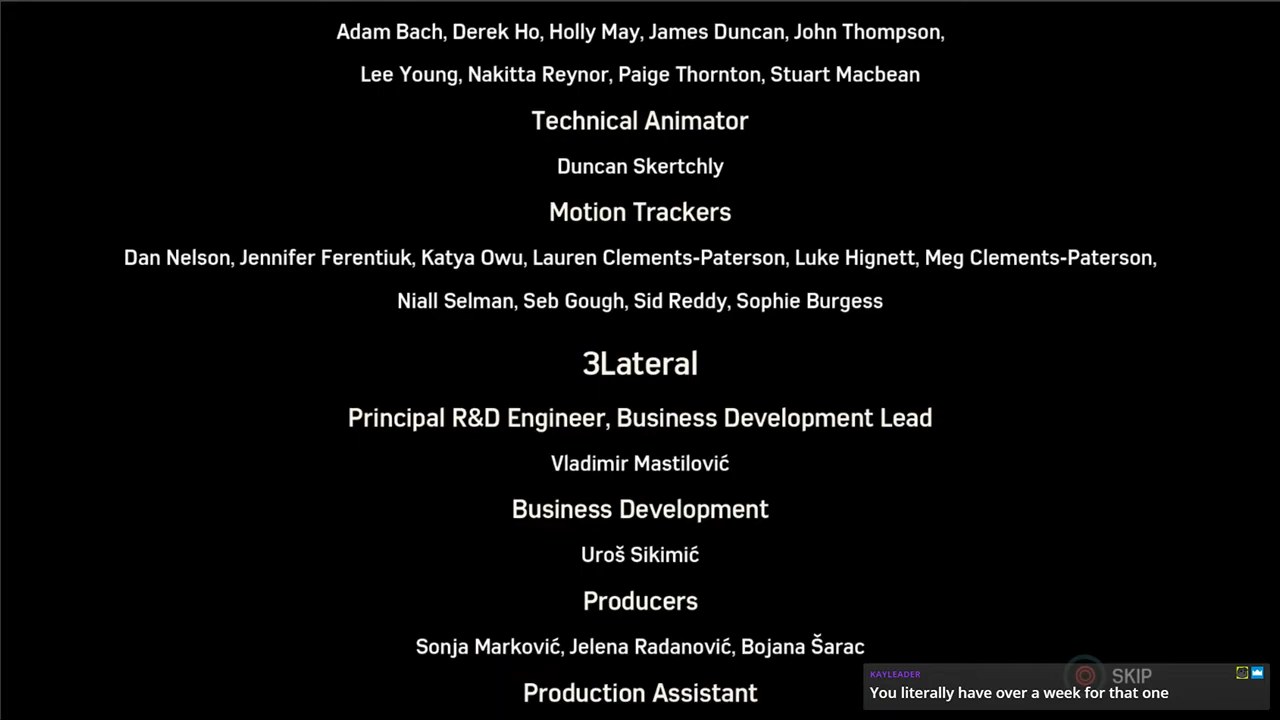 Adam Bach, Derek Ho, Holly May, James Duncan, John Thompson,
Lee Young, Nakitta Reynor, Paige Thornton, Stuart Macbean
Technical Animator
Duncan Skertchly
Motion Trackers
Dan Nelson, Jennifer Ferentiuk, Katya Owu, Lauren Clements-Paterson, Luke Hignett, Meg Clements-Paterson,
Niall Selman, Seb Gough, Sid Reddy, Sophie Burgess
3Lateral
Principal R&D Engineer, Business Development Lead
Vladimir Mastilović
Business Development
Uroš Sikimić
Producers
Sonja Marković, Jelena Radanović, Bojana Šarac
Production Assistant
SKIP
KAYLEADER
You literally have over a week for that one